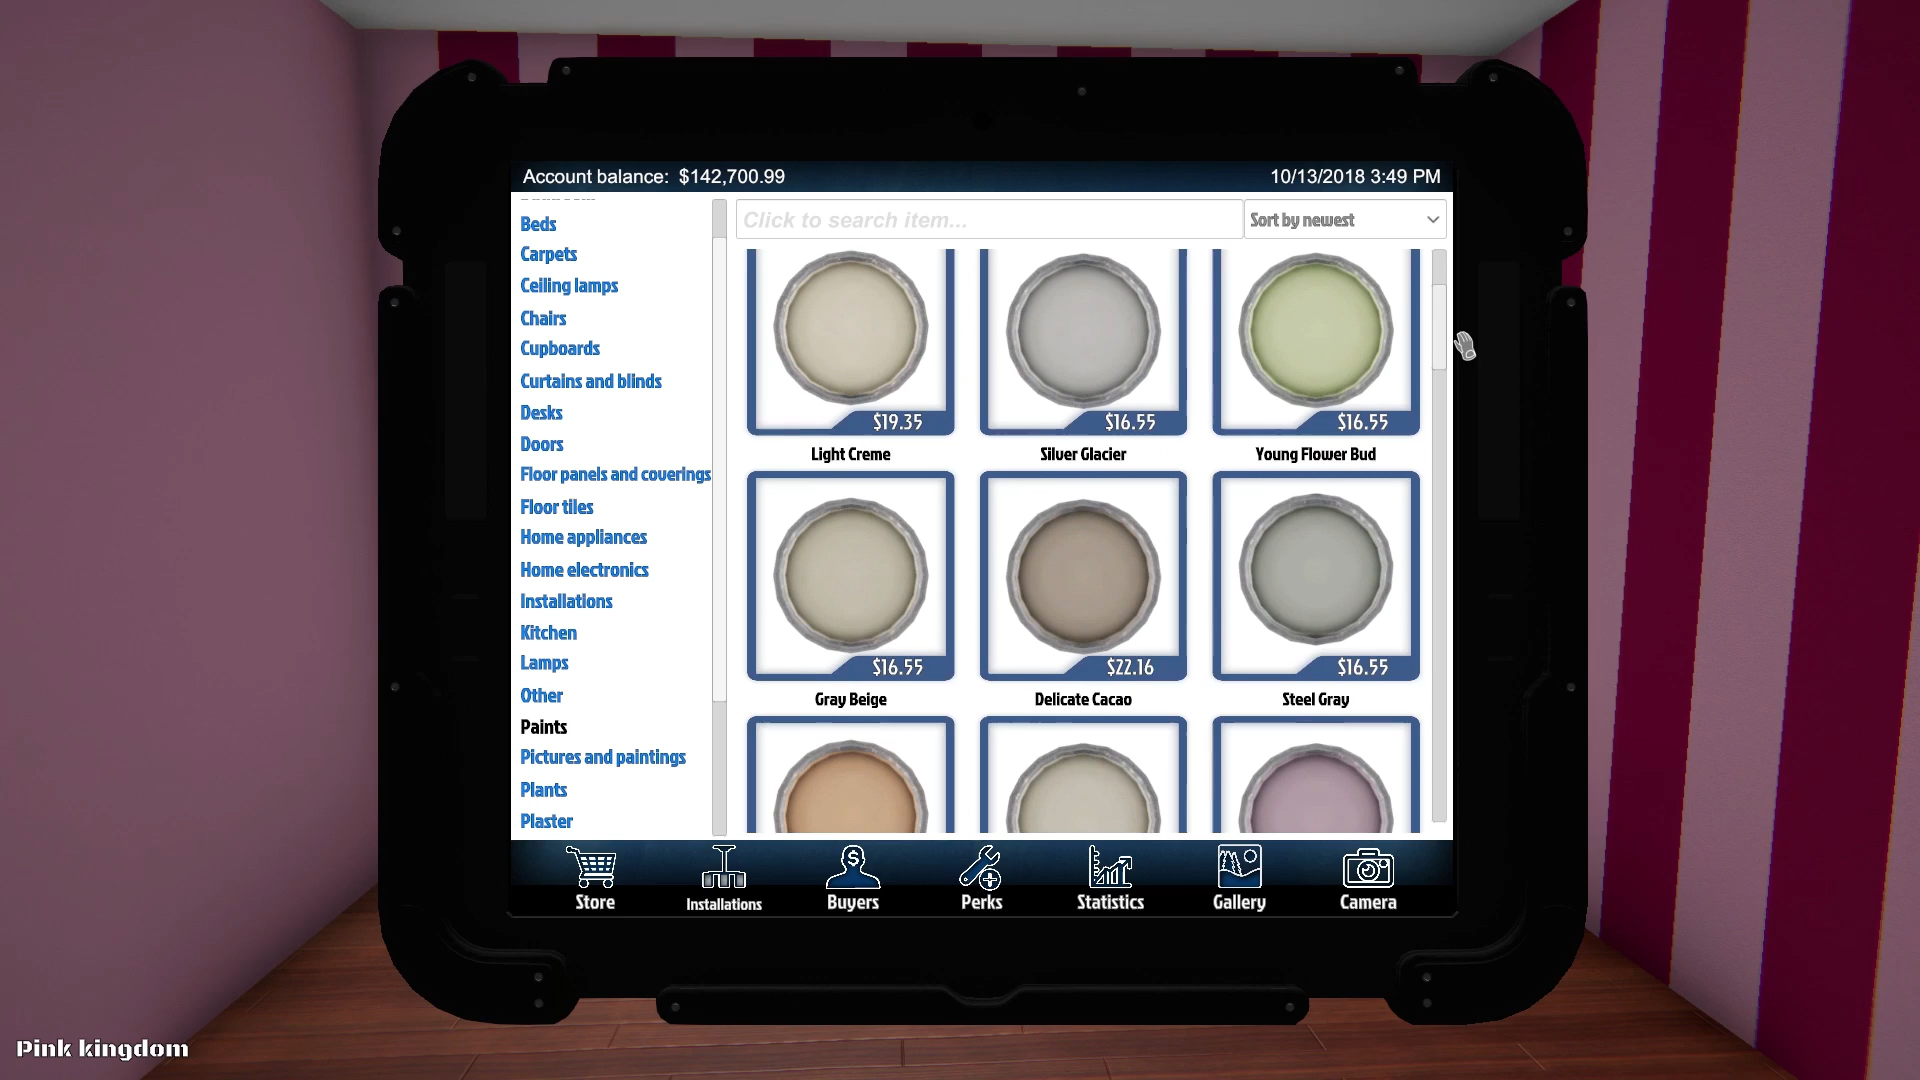 Account balance: $142,700.99
10/13/2018 3:49 PM
Click to search item...
Sort by newest
Beds
Carpets
Ceiling lamps
Chairs
Cupboards
Curtains and blinds
Desks
Doors
Floor panels and coverings
Floor tiles
Home appliances
Home electronics
Installations
Kitchen
Lamps
Other
Paints
Pictures and paintings
Plants
Plaster
$19.35
$16.55
$16.55
Light Creme
Silver Glacier
Young Flower Bud
$16.55
$22.16
$16.55
Gray Beige
Delicate Cacao
Steel Gray
Store
Installations
Buyers
Perks
Statistics
Gallery
Camera
Pink kingdom